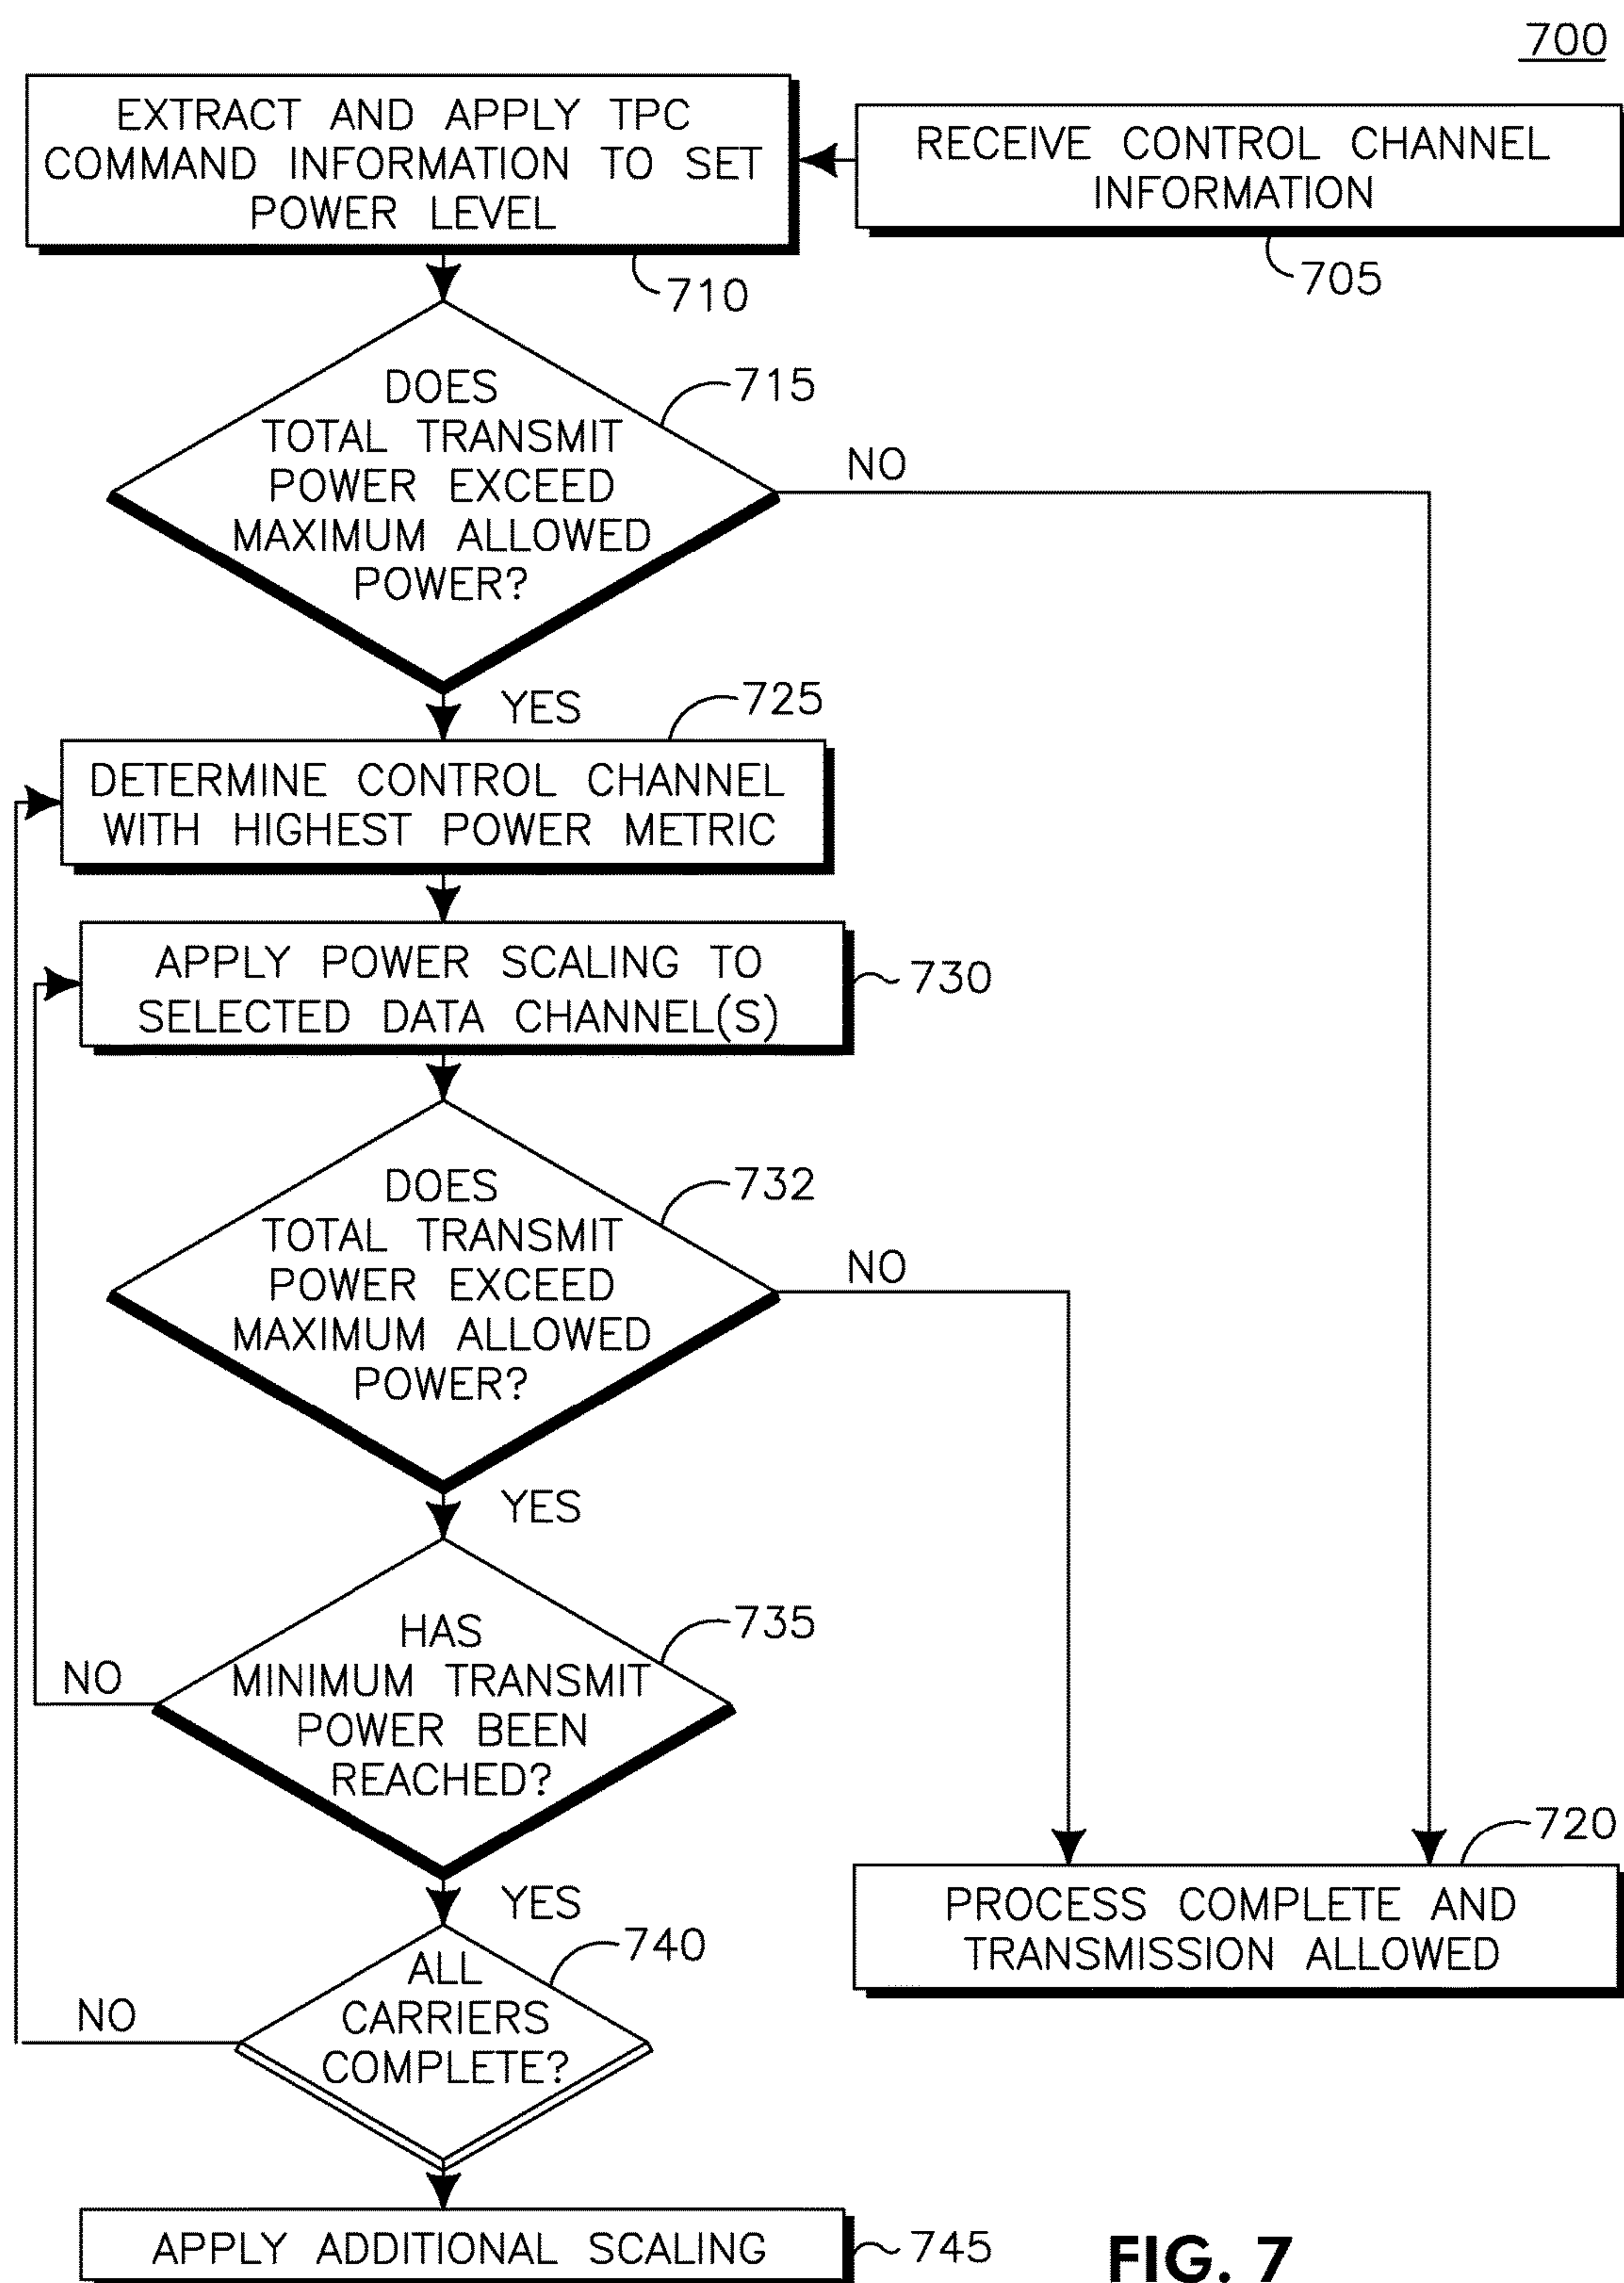 700
EXTRACT AND APPLY TPC
COMMAND INFORMATION TO SET
POWER LEVEL
RECEIVE CONTROL CHANNEL
INFORMATION
705
710
DOES
TOTAL TRANSMIT
POWER EXCEED
MAXIMUM ALLOWED
POWER?
715
NO
YES
725
DETERMINE CONTROL CHANNEL
WITH HIGHEST POWER METRIC
APPLY POWER SCALING TO
SELECTED DATA CHANNEL(S)
730
DOES
TOTAL TRANSMIT
POWER EXCEED
MAXIMUM ALLOWED
POWER?
732
NO
YES
HAS
MINIMUM TRANSMIT
POWER BEEN
REACHED?
735
NO
YES
720
PROCESS COMPLETE AND
TRANSMISSION ALLOWED
ALL
CARRIERS
COMPLETE?
740
NO
APPLY ADDITIONAL SCALING
745
FIG. 7